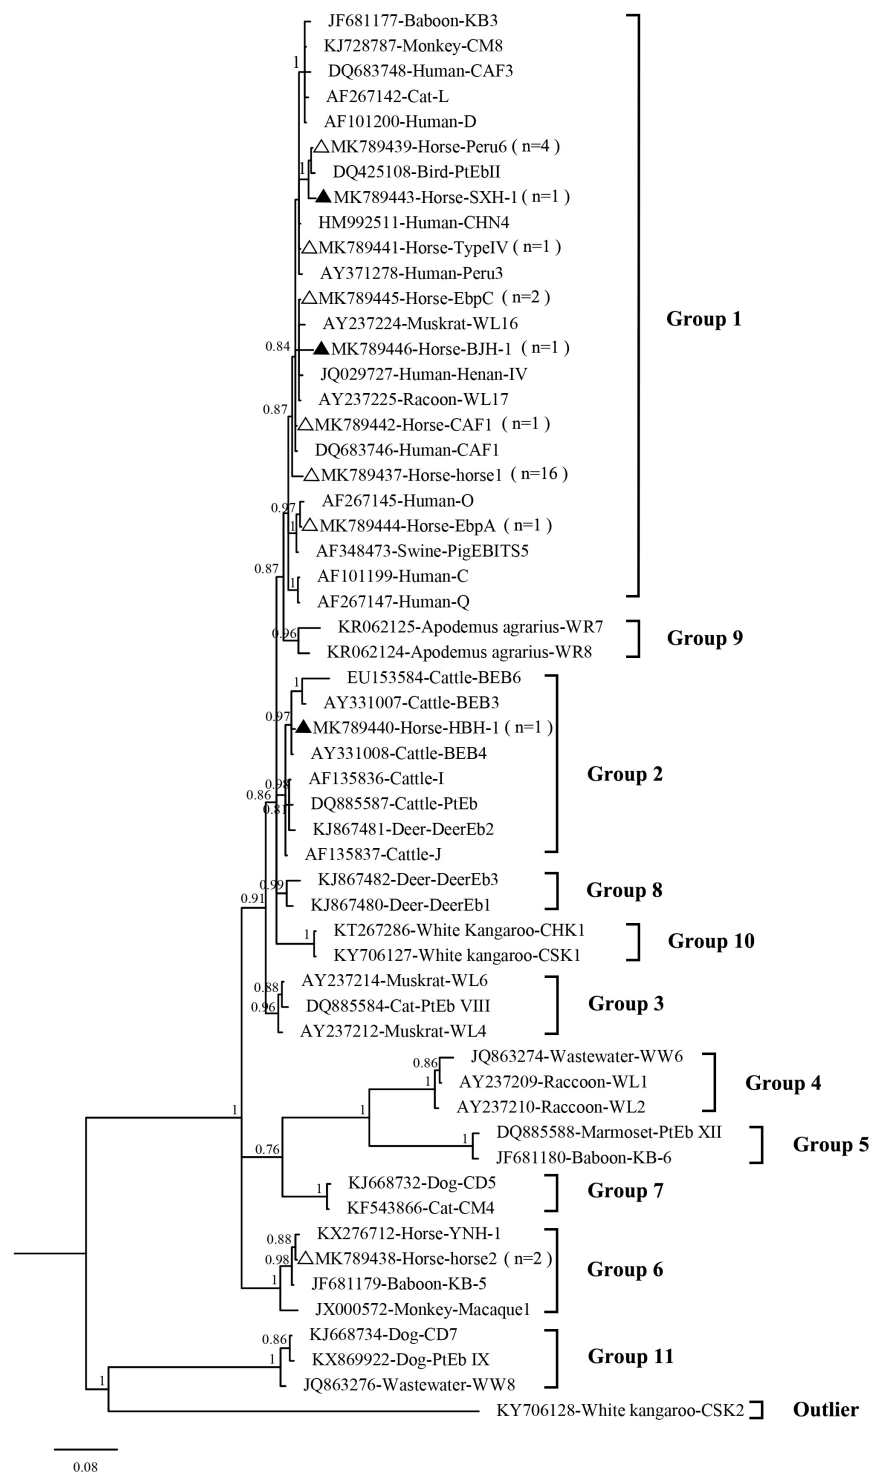 JF681177-Baboon-KB3
KJ728787-Monkey-CM8
1
DQ683748-Human-CAF3
AF267142-Cat-L
AF101200-Human-D
MK789439-Horse-Peru6 ( n=4 )
1
DQ425108-Bird-PtEbII
MK789443-Horse-SXH-1 ( n=1 )
HM992511-Human-CHN4
MK789441-Horse-TypeIV ( n=1 )
AY371278-Human-Peru3
MK789445-Horse-EbpC ( n=2 )
Group 1
AY237224-Muskrat-WL16
0.84
MK789446-Horse-BJH-1 ( n=1 )
JQ029727-Human-Henan-IV
AY237225-Racoon-WL17
0.87
MK789442-Horse-CAF1 ( n=1 )
DQ683746-Human-CAF1
MK789437-Horse-horse1 ( n=16 )
AF267145-Human-O
0.97
1
MK789444-Horse-EbpA ( n=1 )
AF348473-Swine-PigEBITS5
0.87
AF101199-Human-C
1
AF267147-Human-Q
KR062125-Apodemus agrarius-WR7
0.96
Group 9
KR062124-Apodemus agrarius-WR8
EU153584-Cattle-BEB6
1
AY331007-Cattle-BEB3
0.97
MK789440-Horse-HBH-1 ( n=1 )
AY331008-Cattle-BEB4
Group 2
AF135836-Cattle-I
0.98
0.86
DQ885587-Cattle-PtEb
0.81
KJ867481-Deer-DeerEb2
AF135837-Cattle-J
KJ867482-Deer-DeerEb3
0.99
Group 8
0.91
KJ867480-Deer-DeerEb1
KT267286-White Kangaroo-CHK1
1
Group 10
KY706127-White kangaroo-CSK1
AY237214-Muskrat-WL6
0.88
DQ885584-Cat-PtEb VIII
0.96
Group 3
AY237212-Muskrat-WL4
JQ863274-Wastewater-WW6
0.86
1
AY237209-Raccoon-WL1
Group 4
AY237210-Raccoon-WL2
1
1
DQ885588-Marmoset-PtEb XII
1
Group 5
0.76
JF681180-Baboon-KB-6
KJ668732-Dog-CD5
1
Group 7
KF543866-Cat-CM4
KX276712-Horse-YNH-1
0.88
MK789438-Horse-horse2 ( n=2 )
0.98
Group 6
1
JF681179-Baboon-KB-5
JX000572-Monkey-Macaque1
KJ668734-Dog-CD7
0.86
1
KX869922-Dog-PtEb IX
Group 11
JQ863276-Wastewater-WW8
1
KY706128-White kangaroo-CSK2
Outlier
0.08